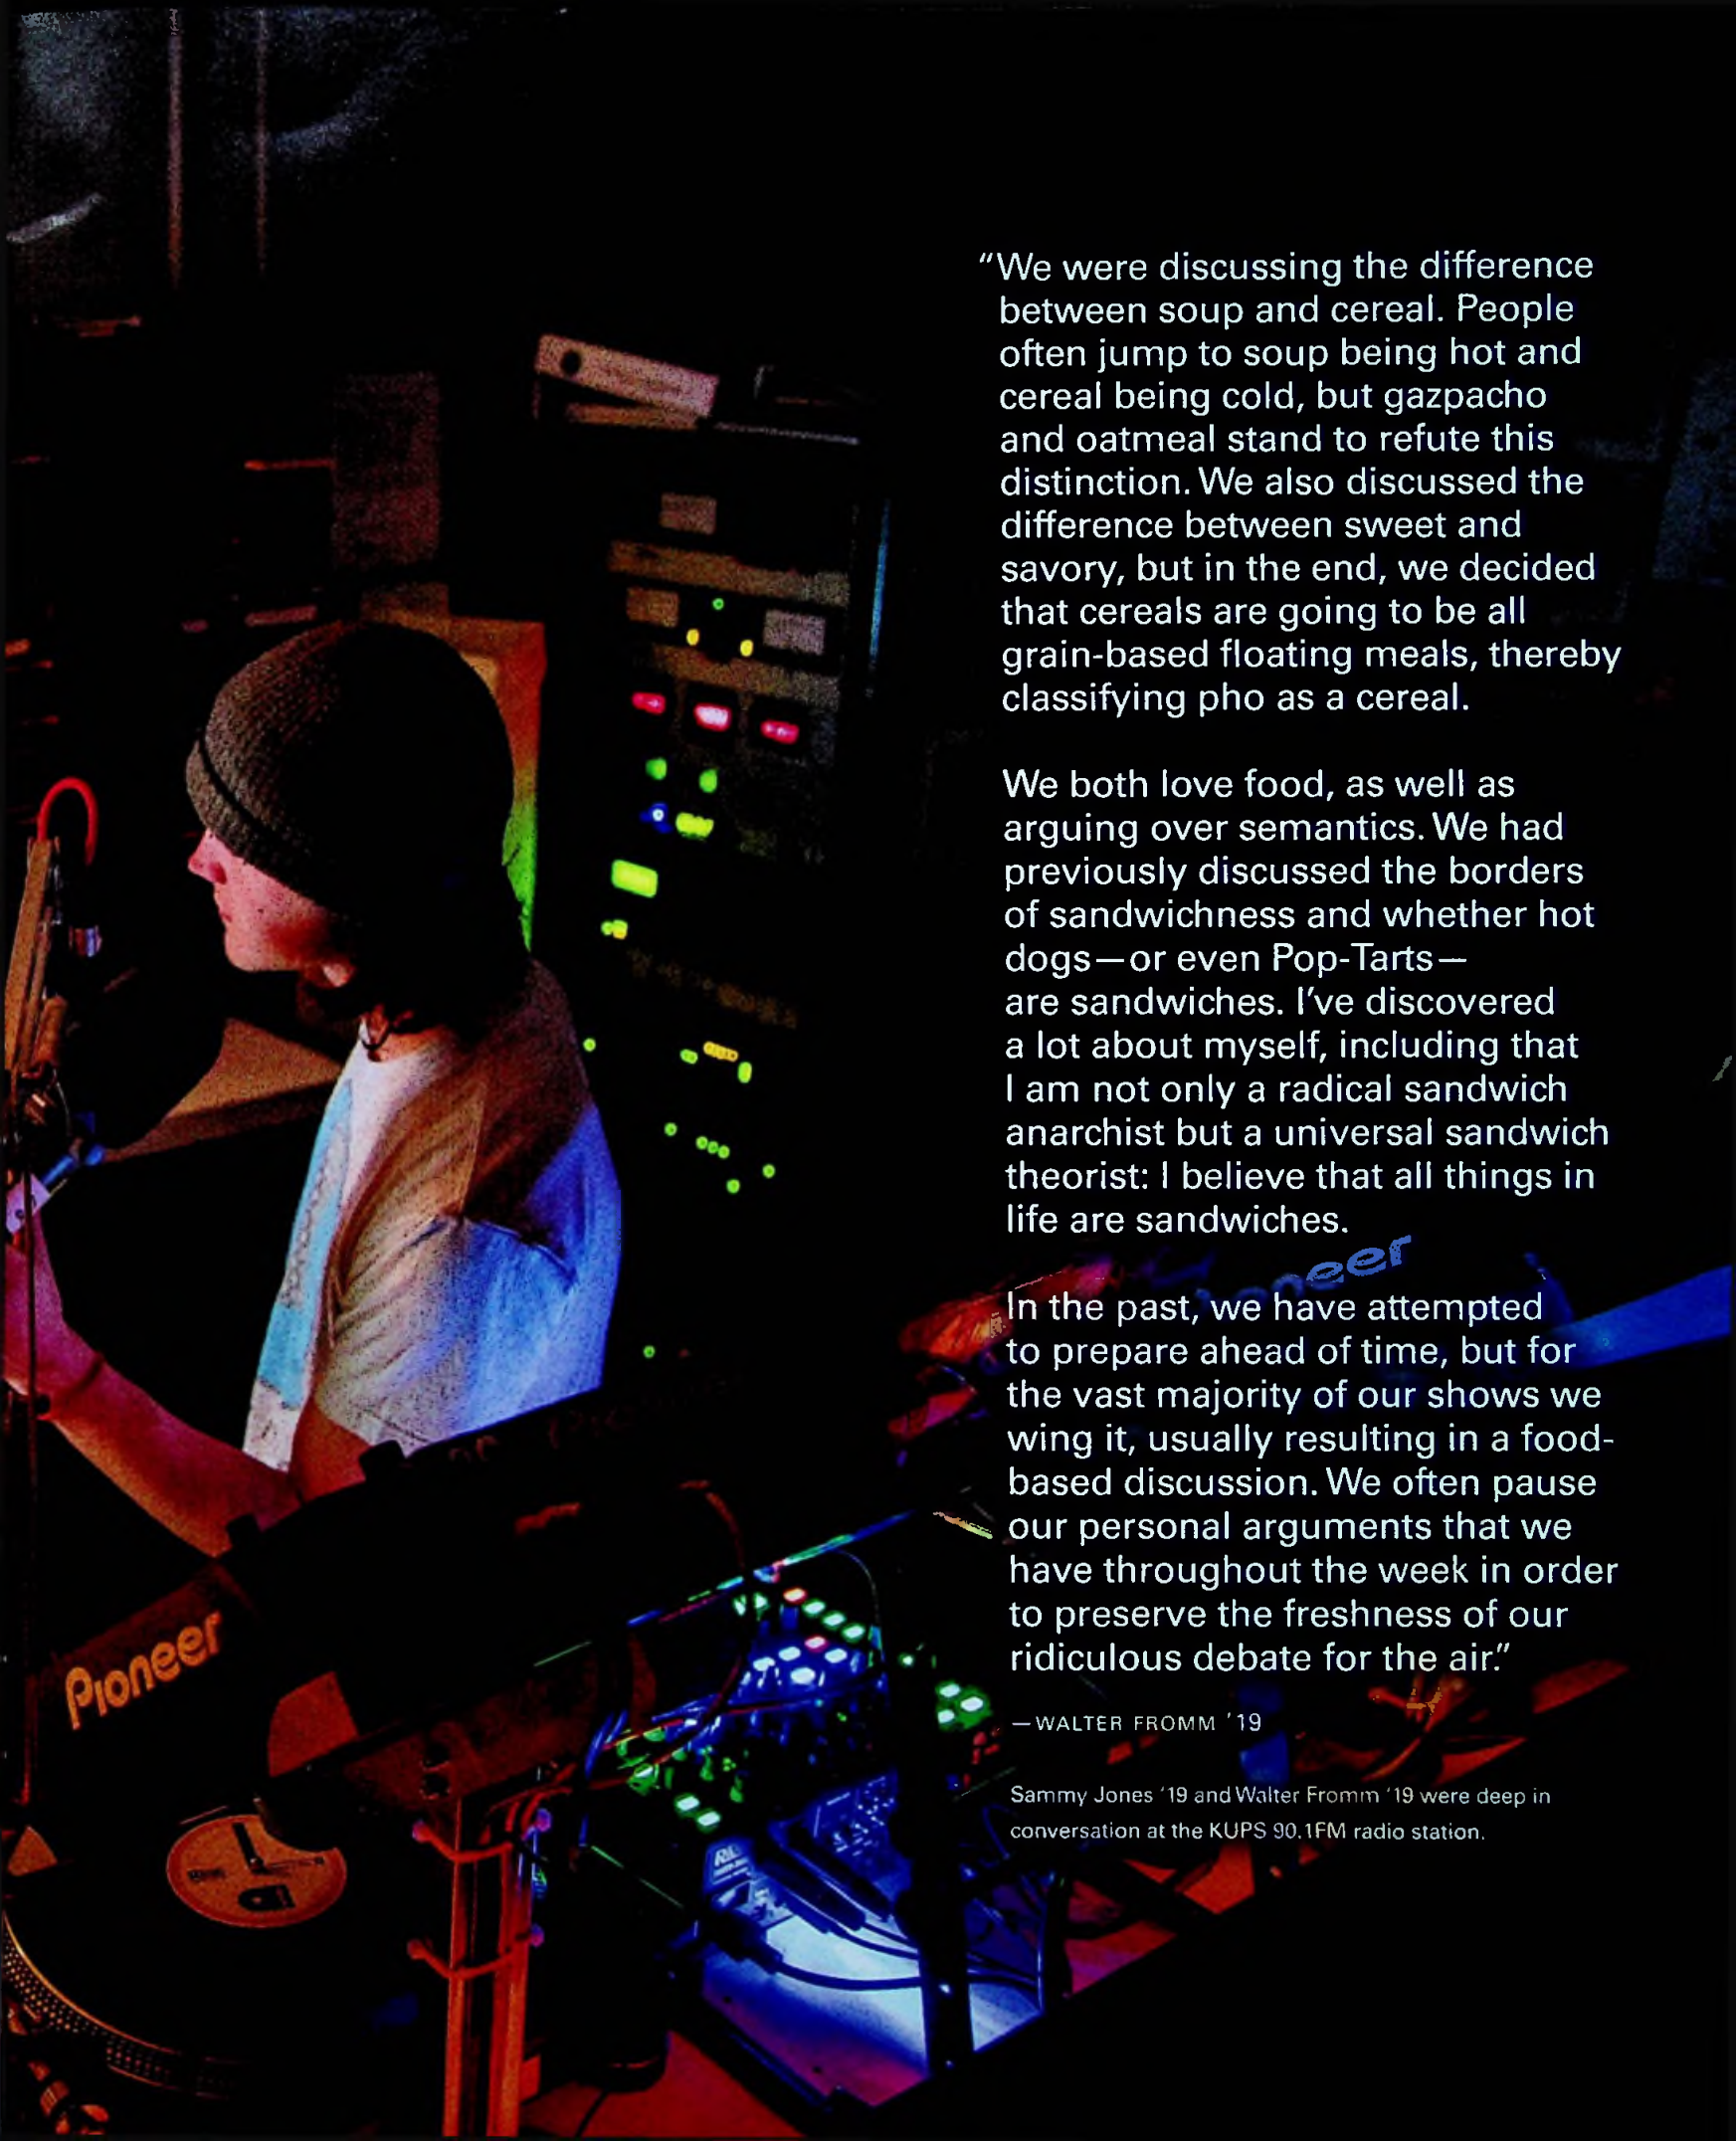 “We were discussing the difference
between soup and cereal. People
often jump to soup being hot and
cereal being cold, but gazpacho
and oatmeal stand to refute this
distinction. We also discussed the
difference between sweet and
savory, but in the end, we decided
that cereals are going to be all
grain-based floating meals, thereby
classifying pho as a cereal.
We both love food, as well as
arguing over semantics. We had
previously discussed the borders
of sandwichness and whether hot
dogs—or even Pop-Tarts—
are sandwiches. I’ve discovered
a lot about myself, including that
I am not only a radical sandwich
anarchist but a universal sandwich
theorist: I believe that all things in
life are sandwiches.
In the past, we have attempted
to prepare ahead of time, but for
the vast majority of our shows we
wing it, usually resulting in a food-
based discussion. We often pause
our personal arguments that we
have throughout the week in order
to preserve the freshness of our
ridiculous debate for the air.”
—WALTER FROMM ’19
Sammy Jones ’19 and Walter Fromm ’19 were deep in
conversation at the KUPS 90.1FM radio station.
Pioneer